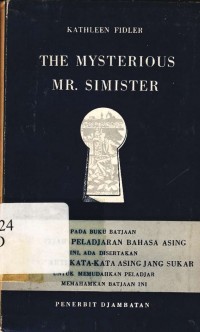 KATHLEEN FIDLER
THE MYSTERIOUS
MR. SIMISTER
24
PADA BUKU BATJAAN
PELADJARAN BAHASA ASING
INI, ADA DISERTAKAN
KATA-KATA ASING JANG SUKAR
UNTUK MEMUDAHKAN PELADJAR
MEMAHAMKAN BATJAAN INI
PENERBIT DJAMBATAN